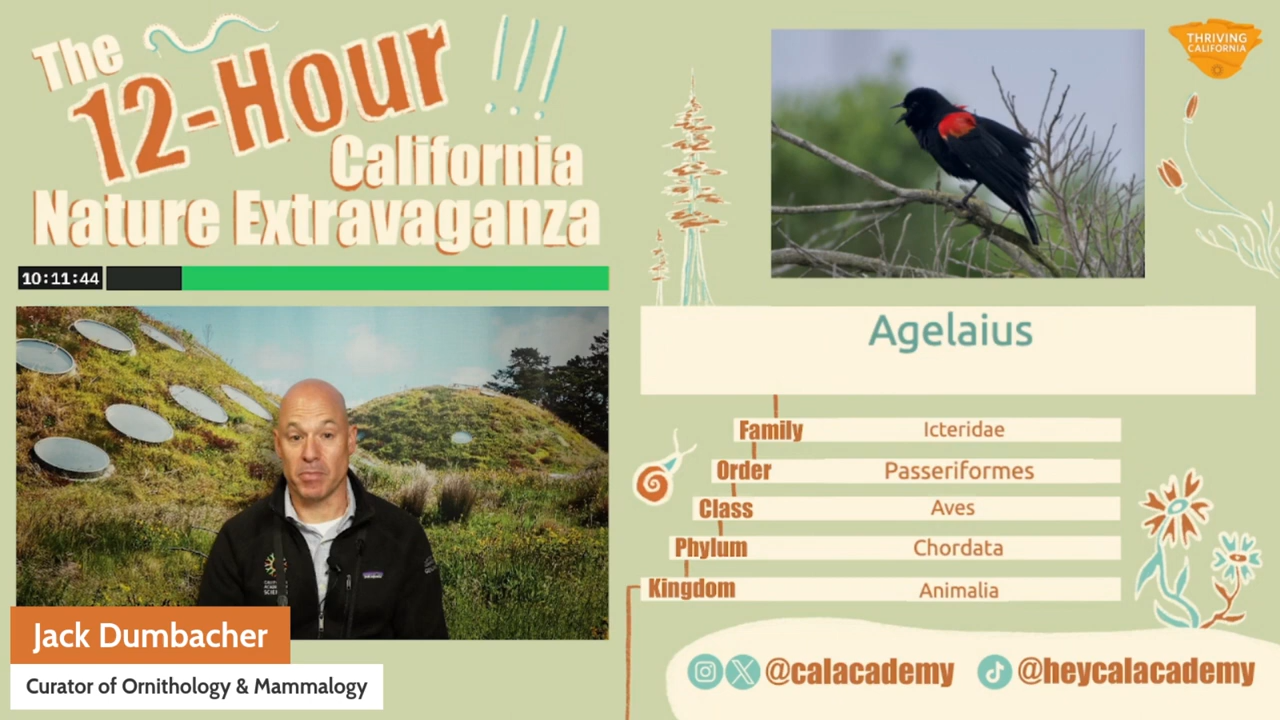 The
12-Hour
!!!
California
Nature Extravaganza
10:11:44
Jack Dumbacher
Curator of Ornithology & Mammalogy
THRIVING
CALIFORNIA
Agelaius
Family Icteridae
Order Passeriformes
Class Aves
Phylum Chordata
Kingdom Animalia
@calacademy @heycalacademy